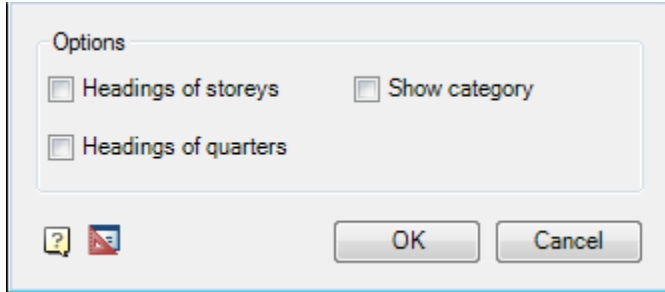 Options
Headings of storeys Show category
Headings of quarters
? OK Cancel